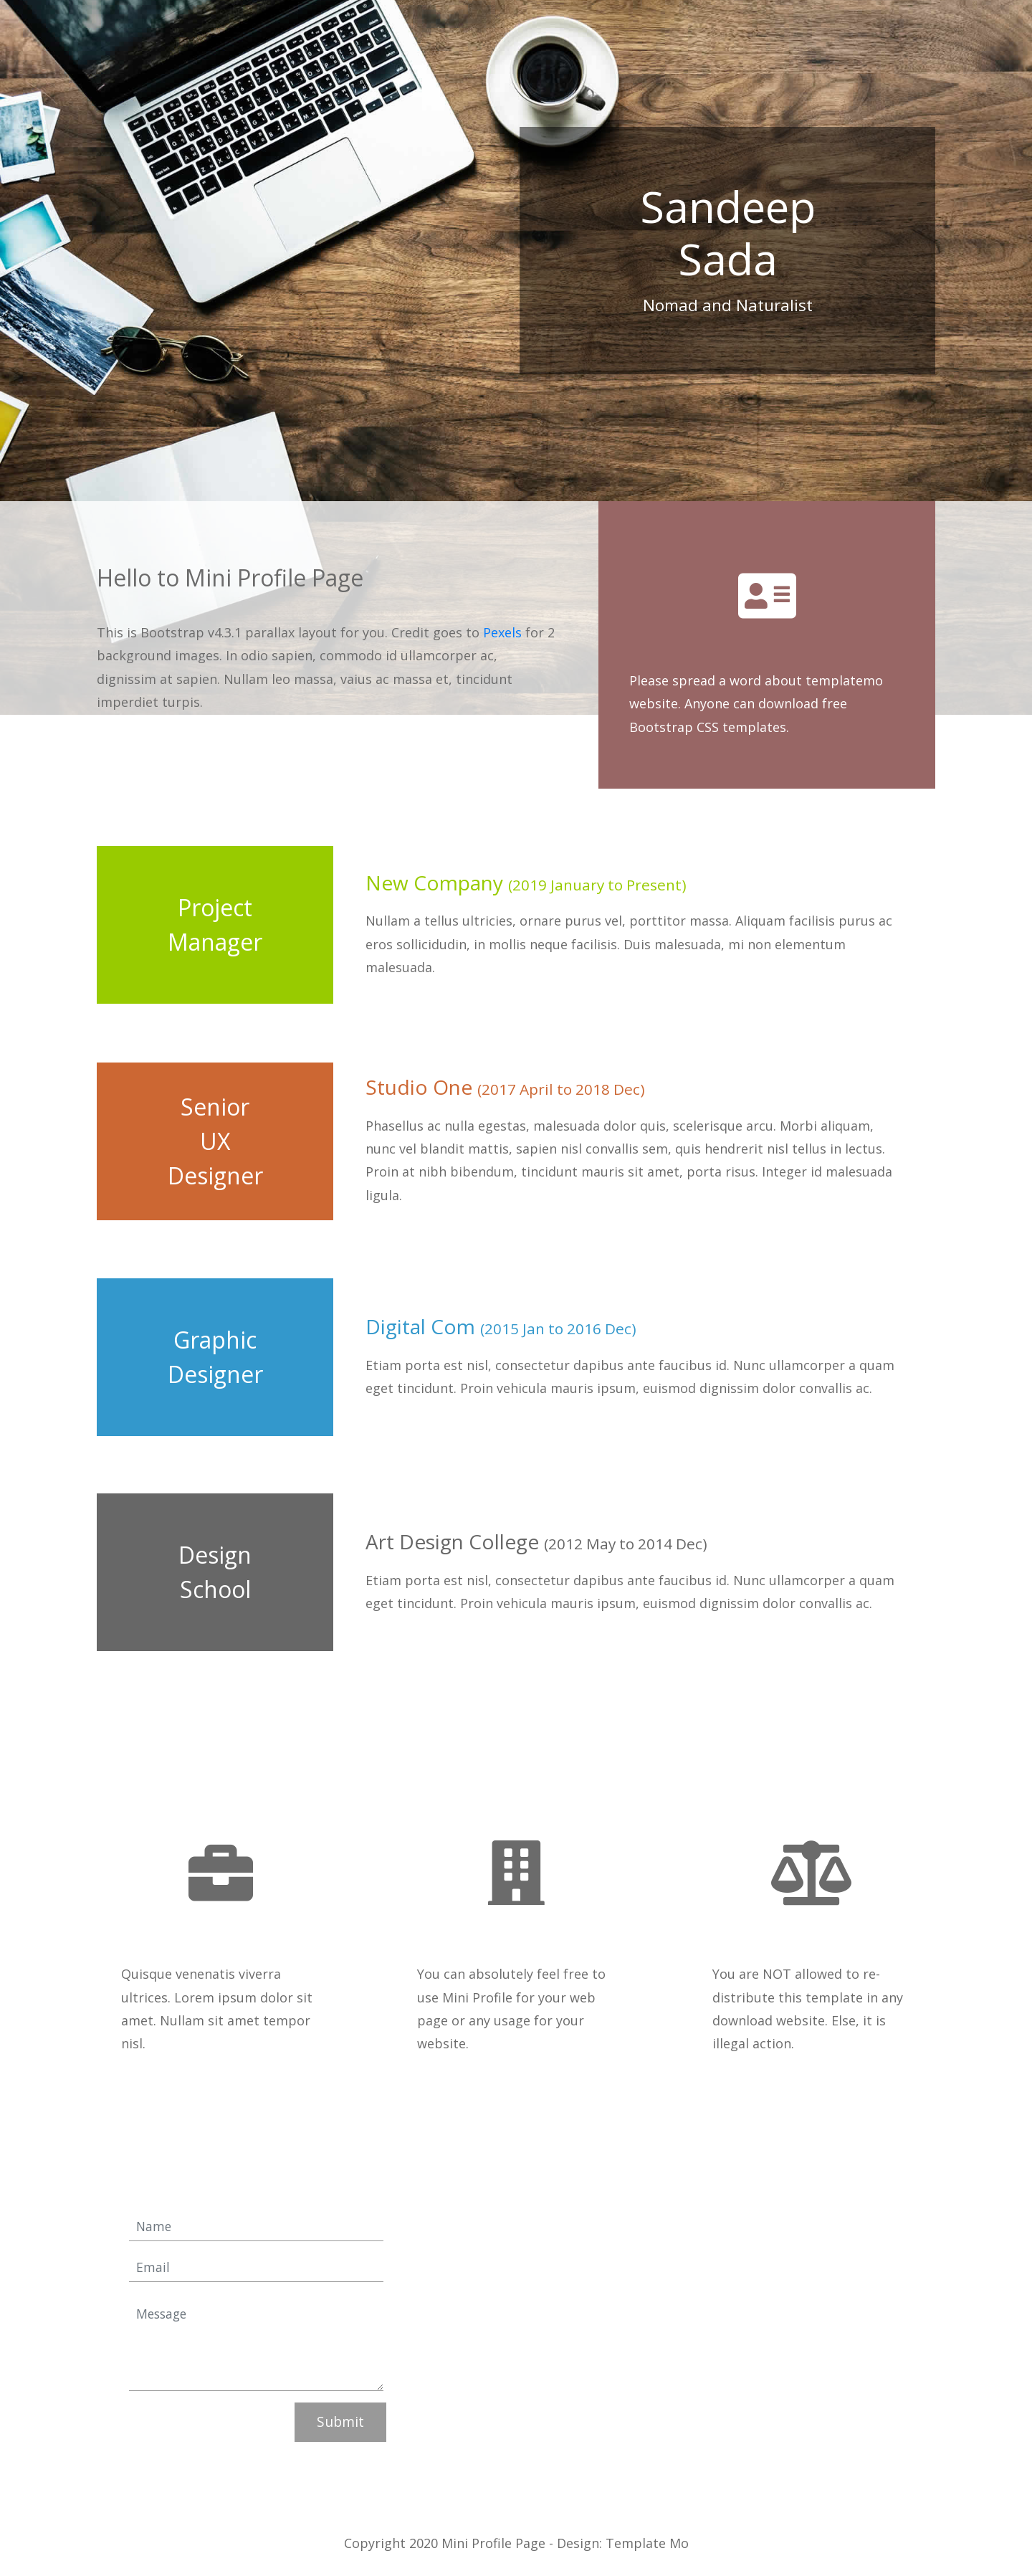 Sandeep
Sada
Nomad and Naturalist
Hello to Mini Profile Page
This is Bootstrap v4.3.1 parallax layout for you. Credit goes to Pexels for 2
background images. In odio sapien, commodo id ullamcorper ac,
dignissim at sapien. Nullam leo massa, vaius ac massa et, tincidunt
imperdiet turpis.
Please spread a word about templatemo
website. Anyone can download free
Bootstrap CSS templates.
Project
Manager
New Company (2019 January to Present)
Nullam a tellus ultricies, ornare purus vel, porttitor massa. Aliquam facilisis purus ac
eros sollicidudin, in mollis neque facilisis. Duis malesuada, mi non elementum
malesuada.
Senior
UX
Designer
Studio One (2017 April to 2018 Dec)
Phasellus ac nulla egestas, malesuada dolor quis, scelerisque arcu. Morbi aliquam,
nunc vel blandit mattis, sapien nisl convallis sem, quis hendrerit nisl tellus in lectus.
Proin at nibh bibendum, tincidunt mauris sit amet, porta risus. Integer id malesuada
ligula.
Graphic
Designer
Digital Com (2015 Jan to 2016 Dec)
Etiam porta est nisl, consectetur dapibus ante faucibus id. Nunc ullamcorper a quam
eget tincidunt. Proin vehicula mauris ipsum, euismod dignissim dolor convallis ac.
Design
School
Art Design College (2012 May to 2014 Dec)
Etiam porta est nisl, consectetur dapibus ante faucibus id. Nunc ullamcorper a quam
eget tincidunt. Proin vehicula mauris ipsum, euismod dignissim dolor convallis ac.
Quisque venenatis viverra
ultrices. Lorem ipsum dolor sit
amet. Nullam sit amet tempor
nisl.
You can absolutely feel free to
use Mini Profile for your web
page or any usage for your
website.
You are NOT allowed to re-
distribute this template in any
download website. Else, it is
illegal action.
Name
Email
Message
Submit
Copyright 2020 Mini Profile Page - Design: Template Mo